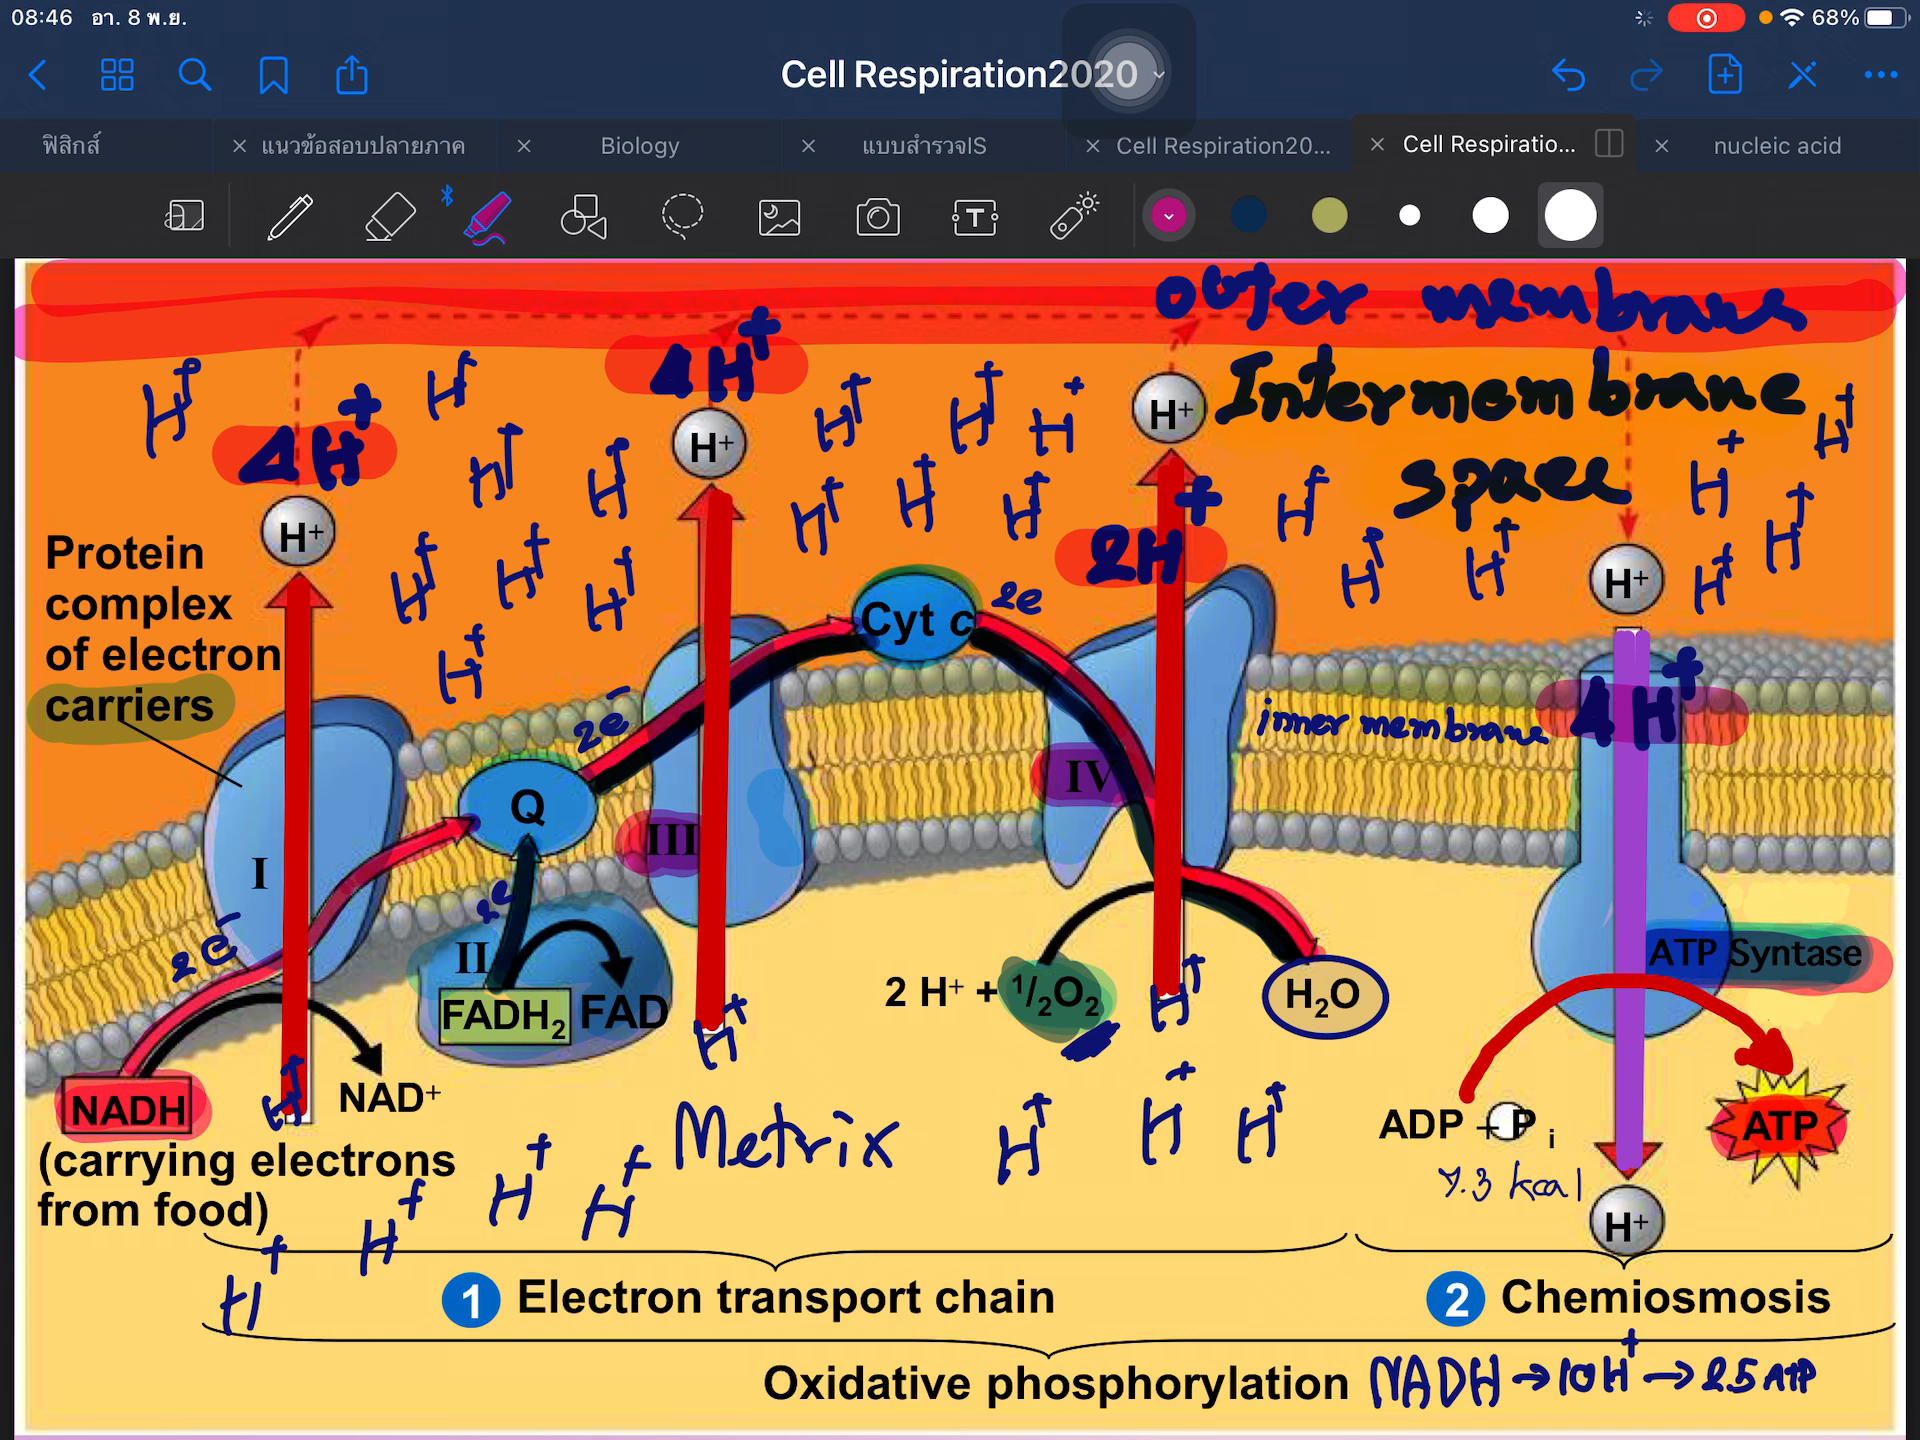 08:46 อา. 8 พ.ย.
68%
Cell Respiration2020
ฟิสิกส์
แนวข้อสอบปลายภาค
Biology
แบบสำรวจIS
Cell Respiration20...
Cell Respiratio...
nucleic acid
outer membrane
Intermembrane
space
4H+
4H+
2H+
4H+
H+ H+ H+ H+ H+ H+ H+
H+ H+ H+ H+ H+ H+ H+ H+
H+ H+ H+ H+ H+ H+ H+
H+
H+
H+
H+
H+
Protein
complex
of electron
carriers
Cyt c
2e
2e-
inner membrane
Q
I
II
III
IV
2e-
2e
FADH2 FAD
2 H+ + 1/2O2
H2O
ATP Syntase
NADH
NAD+
(carrying electrons
from food)
H+
H+
H+
Metrix
H+ H+ H+
H+ H+ H+ H+
ADP + P i
7.3 kcal
ATP
H+
1 Electron transport chain
2 Chemiosmosis
Oxidative phosphorylation
NADH → 10H+ → 2.5 ATP